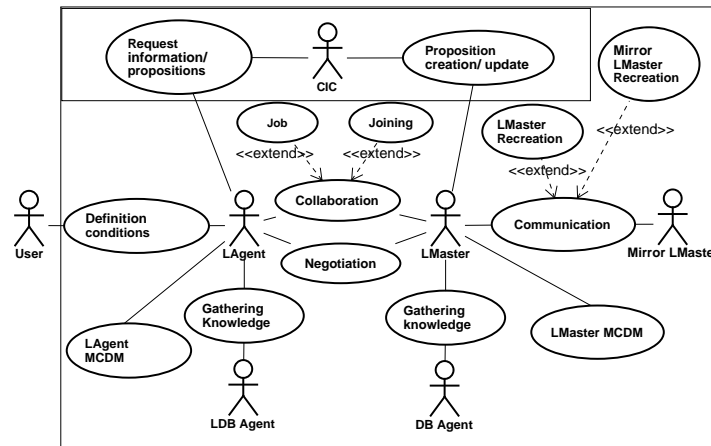 Request
information/
propositions
CIC
Proposition
creation/ update
Mirror
LMaster
Recreation
Job
Joining
LMaster
Recreation
<<extend>>
<<extend>>
<<extend>>
<<extend>>
Collaboration
Definition
conditions
Communication
User
LAgent
Negotiation
LMaster
Mirror LMaste
Gathering
Knowledge
Gathering
knowledge
LAgent
MCDM
LMaster MCDM
LDB Agent
DB Agent